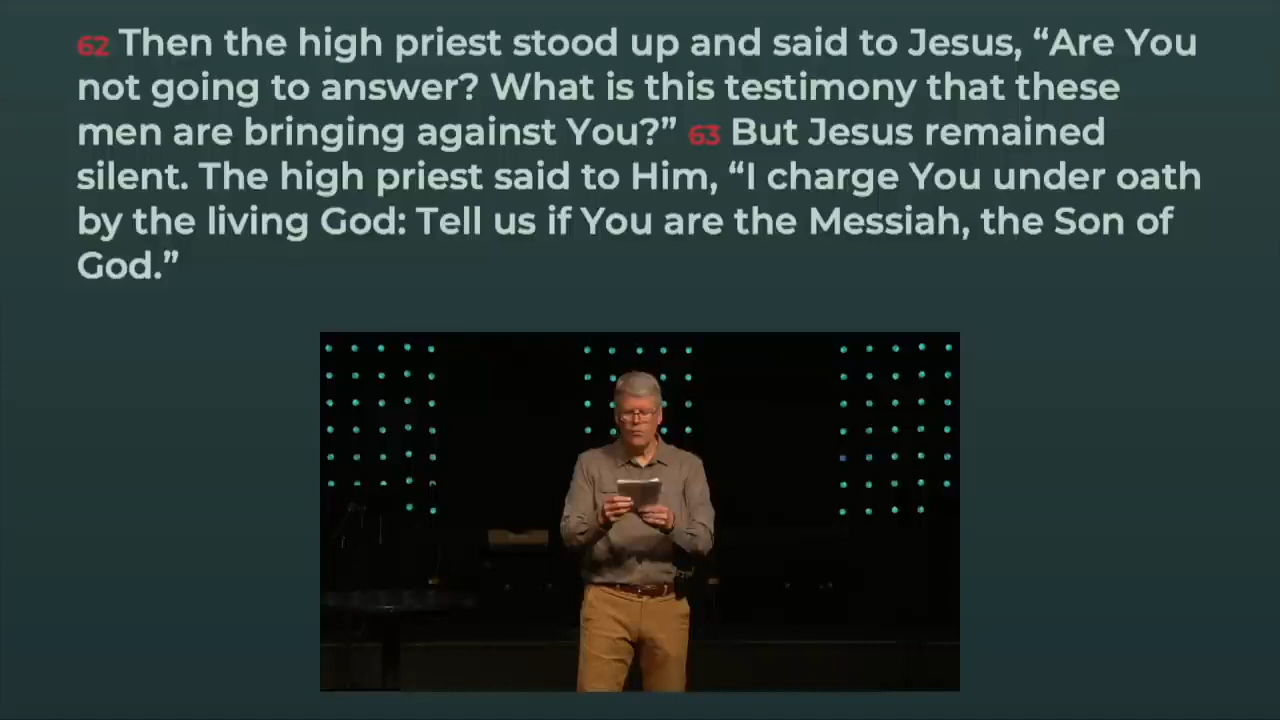 62 Then the high priest stood up and said to Jesus, “Are You
not going to answer? What is this testimony that these
men are bringing against You?” 63 But Jesus remained
silent. The high priest said to Him, “I charge You under oath
by the living God: Tell us if You are the Messiah, the Son of
God.”